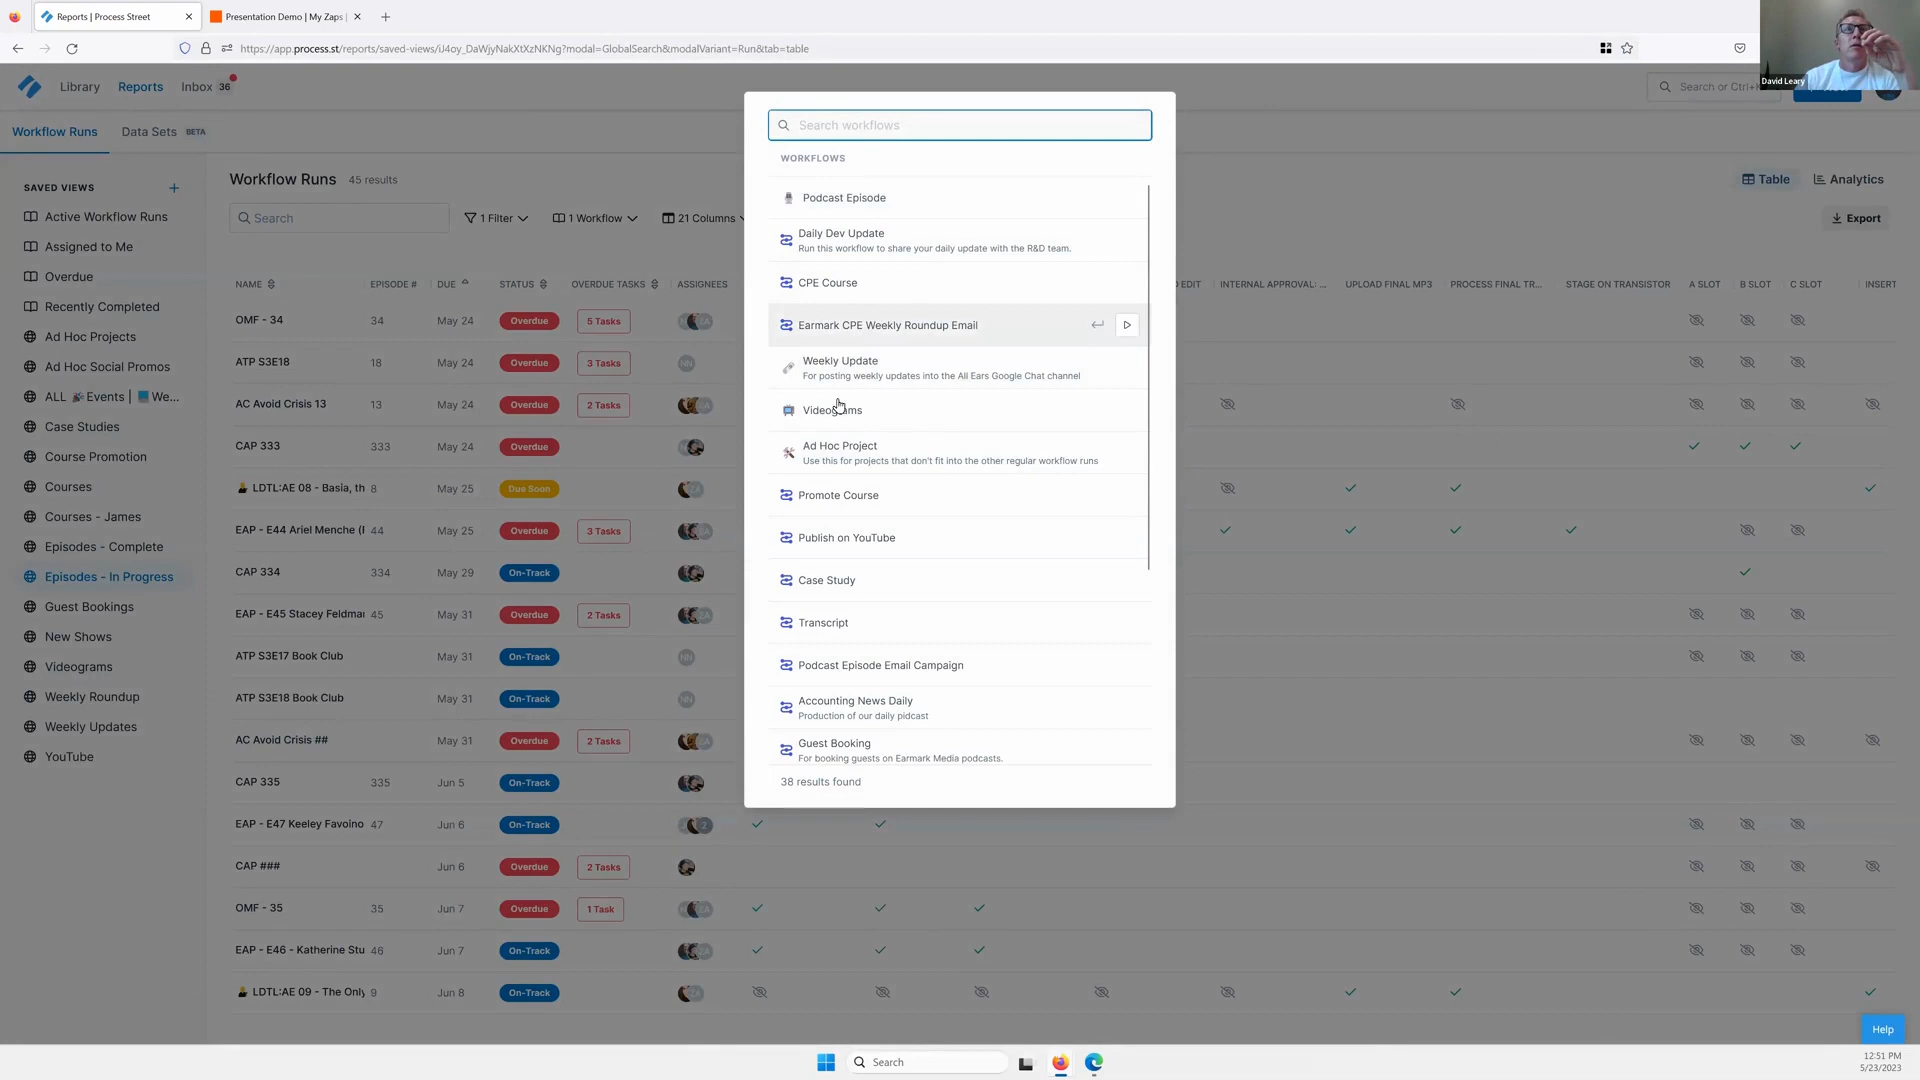 Reports | Process Street
Presentation Demo | My Zaps |
https://app.process.st/reports/saved-views/iJ4oy_DaWjyNakXtXzNKNg?modal=GlobalSearch&modalVariant=Run&tab=table
David Leary
Library
Reports
Inbox 36
Search or Ctrl+
Workflow Runs
Data Sets BETA
SAVED VIEWS
Active Workflow Runs
Assigned to Me
Overdue
Recently Completed
Ad Hoc Projects
Ad Hoc Social Promos
ALL Events | We...
Case Studies
Course Promotion
Courses
Courses - James
Episodes - Complete
Episodes - In Progress
Guest Bookings
New Shows
Videograms
Weekly Roundup
Weekly Updates
YouTube
Workflow Runs 45 results
Table
Analytics
Search
1 Filter
1 Workflow
21 Columns
Export
NAME EPISODE # DUE STATUS OVERDUE TASKS ASSIGNEES EDIT INTERNAL APPROVAL: ... UPLOAD FINAL MP3 PROCESS FINAL TR... STAGE ON TRANSISTOR A SLOT B SLOT C SLOT INSERT
OMF - 34 34 May 24 Overdue 5 Tasks
ATP S3E18 18 May 24 Overdue 3 Tasks
AC Avoid Crisis 13 13 May 24 Overdue 2 Tasks
CAP 333 333 May 24 Overdue
LDTL:AE 08 - Basia, th 8 May 25 Due Soon
EAP - E44 Ariel Menche (I 44 May 25 Overdue 3 Tasks
CAP 334 334 May 29 On-Track
EAP - E45 Stacey Feldmar 45 May 31 Overdue 2 Tasks
ATP S3E17 Book Club May 31 On-Track
ATP S3E18 Book Club May 31 On-Track
AC Avoid Crisis ## May 31 Overdue 2 Tasks
CAP 335 335 Jun 5 On-Track
EAP - E47 Keeley Favoino 47 Jun 6 On-Track 2
CAP ### Jun 6 Overdue 2 Tasks
OMF - 35 35 Jun 7 Overdue 1 Task
EAP - E46 - Katherine Stu 46 Jun 7 On-Track
LDTL:AE 09 - The Only 9 Jun 8 On-Track
Search workflows
WORKFLOWS
Podcast Episode
Daily Dev Update
Run this workflow to share your daily update with the R&D team.
CPE Course
Earmark CPE Weekly Roundup Email
Weekly Update
For posting weekly updates into the All Ears Google Chat channel
Videograms
Ad Hoc Project
Use this for projects that don't fit into the other regular workflow runs
Promote Course
Publish on YouTube
Case Study
Transcript
Podcast Episode Email Campaign
Accounting News Daily
Production of our daily pidcast
Guest Booking
For booking guests on Earmark Media podcasts.
38 results found
Help
Search
12:51 PM
5/23/2023